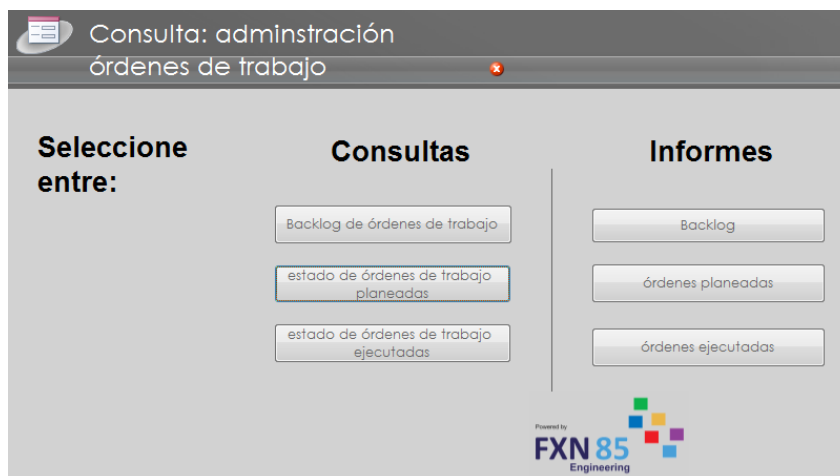 Consulta: adminstración
órdenes de trabajo
Seleccione
entre:
Consultas
Backlog de órdenes de trabajo
estado de órdenes de trabajo
planeadas
estado de órdenes de trabajo
ejecutadas
Informes
Backlog
órdenes planeadas
órdenes ejecutadas
Powered by
FXN 85
Engineering